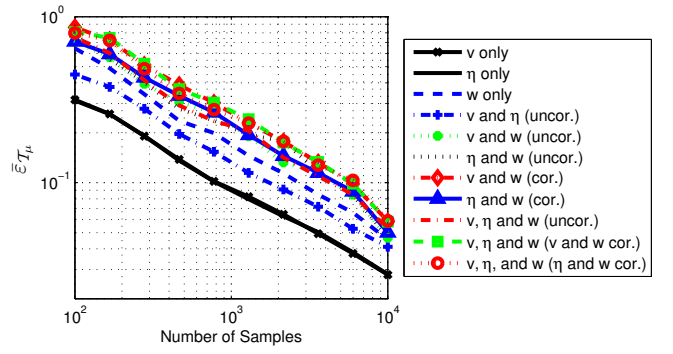 10^0
10^{-1}
ε̄ 𝒯_μ
10^2
10^3
10^4
Number of Samples
v only
η only
w only
v and η (uncor.)
v and w (uncor.)
η and w (uncor.)
v and w (cor.)
η and w (cor.)
v, η and w (uncor.)
v, η and w (v and w cor.)
v, η, and w (η and w cor.)